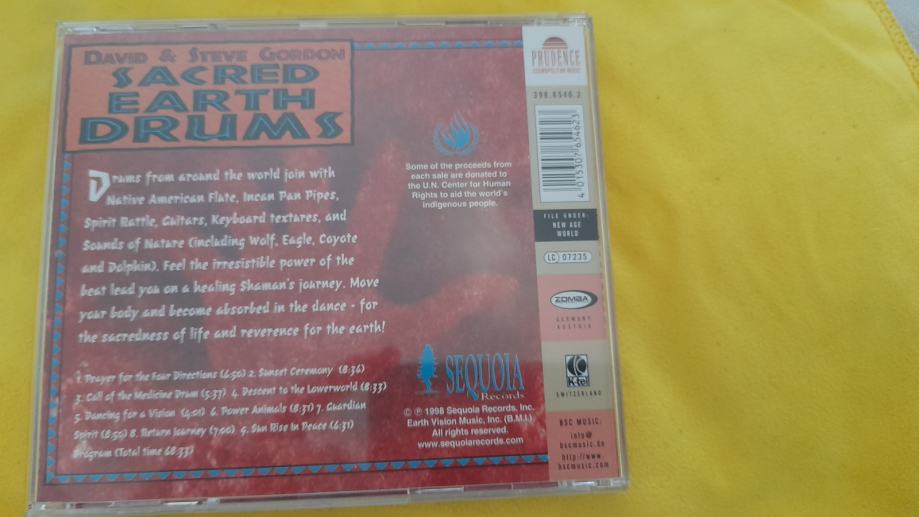 DAVID & STEVE GORDON
SACRED
EARTH
DRUMS
Drums from around the world join with
Native American Flute, Incan Pan Pipes,
Spirit Rattle, Guitars, Keyboard textures, and
Sounds of Nature (including Wolf, Eagle, Coyote
and Dolphin). Feel the irresistible power of the
beat lead you on a healing Shaman's journey. Move
your body and become absorbed in the dance - for
the sacredness of life and reverence for the earth!
1. Prayer for the Four Directions (6:50) 2. Sunset Ceremony (8:36)
3. Call of the Medicine Drum (5:37) 4. Descent to the Lowerworld (8:33)
5. Dancing for a Vision (4:01) 6. Power Animals (8:31) 7. Guardian
Spirit (8:50) 8. Return Journey (7:00) 9. Sun Rise In Peace (6:31)
Program (Total time 68:33)
Some of the proceeds from
each sale are donated to
the U.N. Center for Human
Rights to aid the world's
indigenous people.
SEQUOIA
Records
© ℗ 1998 Sequoia Records, Inc.
Earth Vision Music, Inc. (B.M.I.)
All rights reserved.
www.sequoiarecords.com
PRUDENCE
COSMOPOLITAN MUSIC
398.6546.2
4 015307 654623
FILE UNDER:
NEW AGE
WORLD
LC 07235
ZOMBA
GERMANY
AUSTRIA
K-tel
SWITZERLAND
BSC MUSIC:
info@
bscmusic.de
http://www.
bscmusic.com